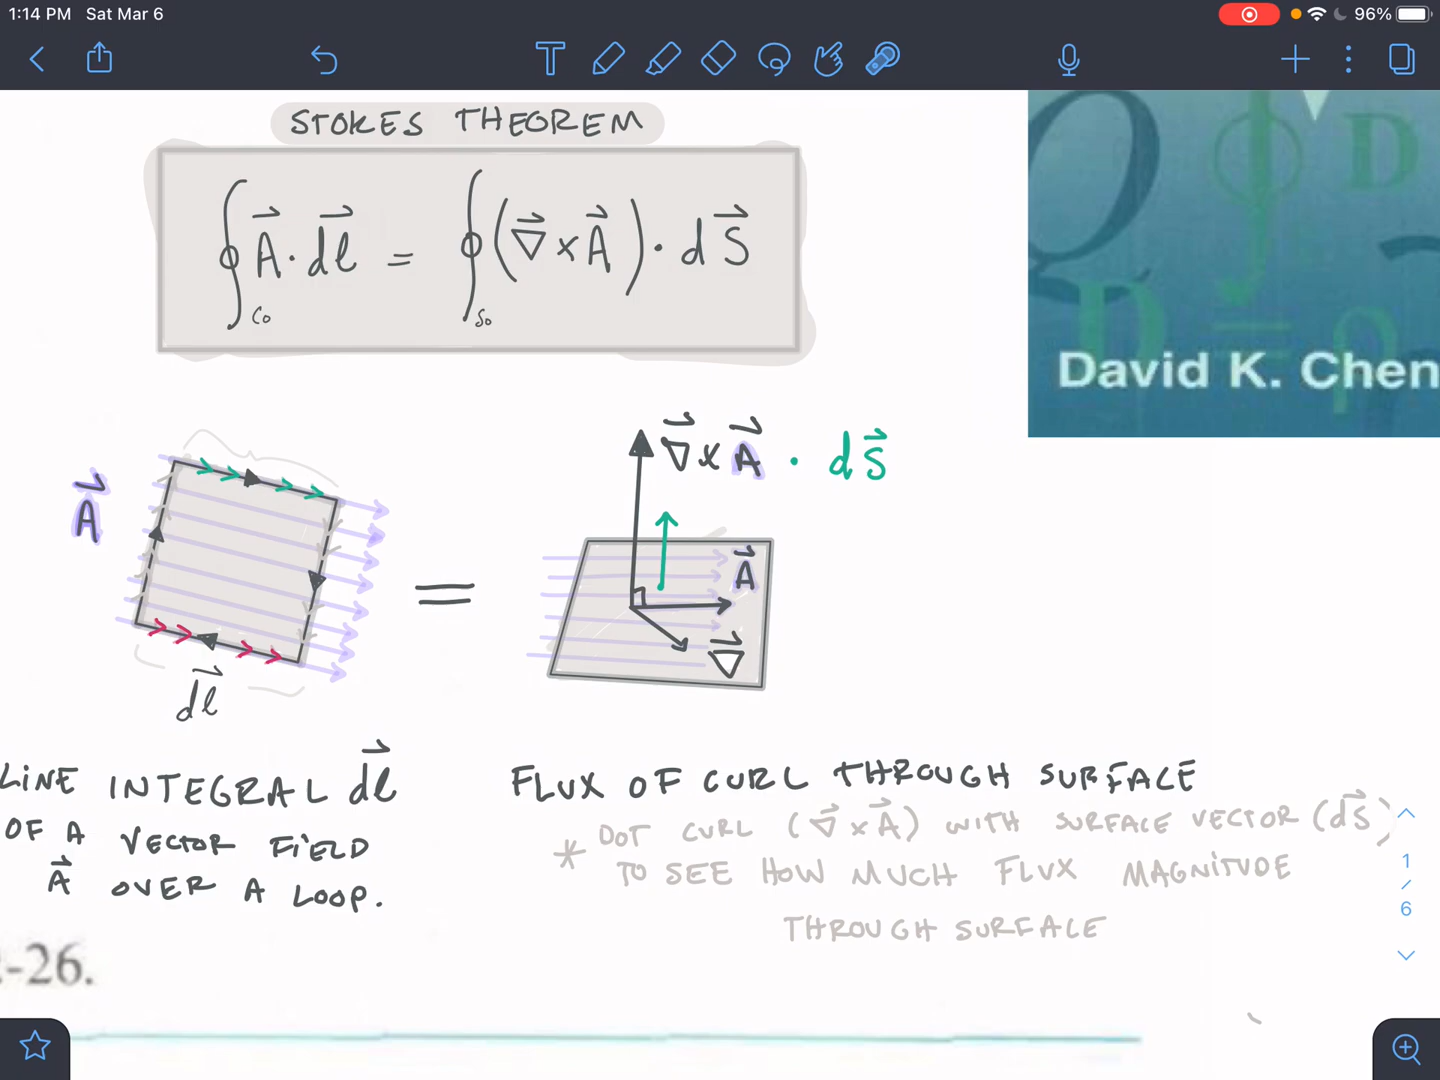 1:14 PM Sat Mar 6
96%
STOKES THEOREM
∮C₀ A⃗ · dl⃗ = ∮S₀ (∇⃗ × A⃗) · dS⃗
Q
D
D = ρ
David K. Chen
∇⃗ × A⃗ · dS⃗
A⃗
A⃗
=
∇⃗
dl⃗
LINE INTEGRAL dl⃗
OF A VECTOR FIELD
A⃗ OVER A LOOP.
FLUX OF CURL THROUGH SURFACE
* DOT CURL (∇⃗ × A⃗) WITH SURFACE VECTOR (dS⃗)
TO SEE HOW MUCH FLUX MAGNITUDE
THROUGH SURFACE
1
/
6
-26.